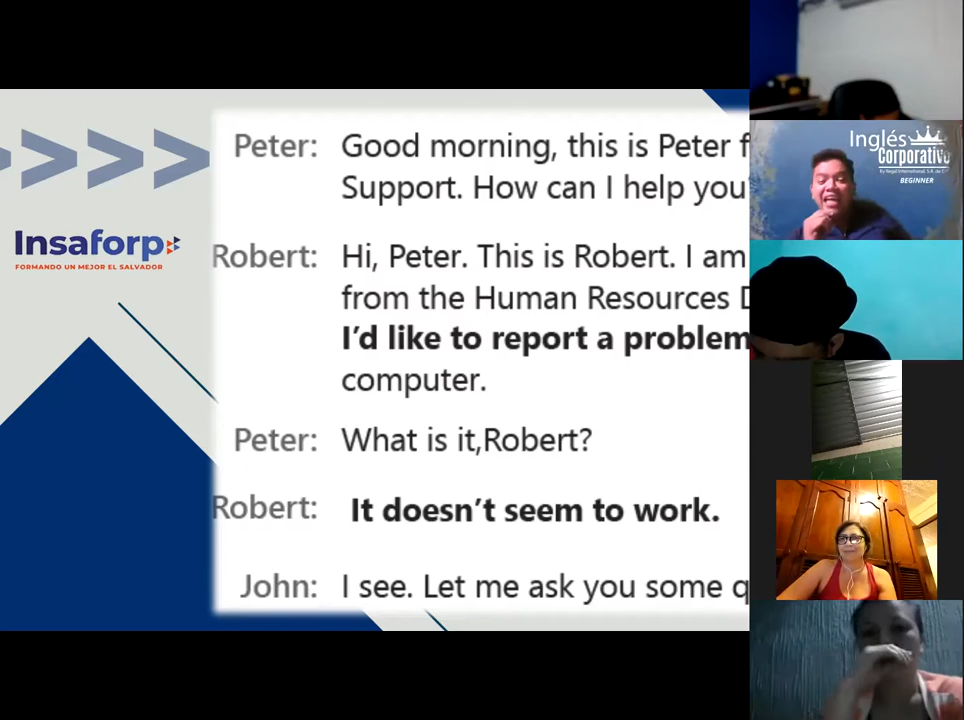 Peter: Good morning, this is Peter
Support. How can I help you
Robert: Hi, Peter. This is Robert. I am
from the Human Resources
I'd like to report a problem
computer.
Peter: What is it,Robert?
Robert: It doesn't seem to work.
John: I see. Let me ask you some
Insaforp
FORMANDO UN MEJOR EL SALVADOR
Inglés
Corporativo
BEGINNER